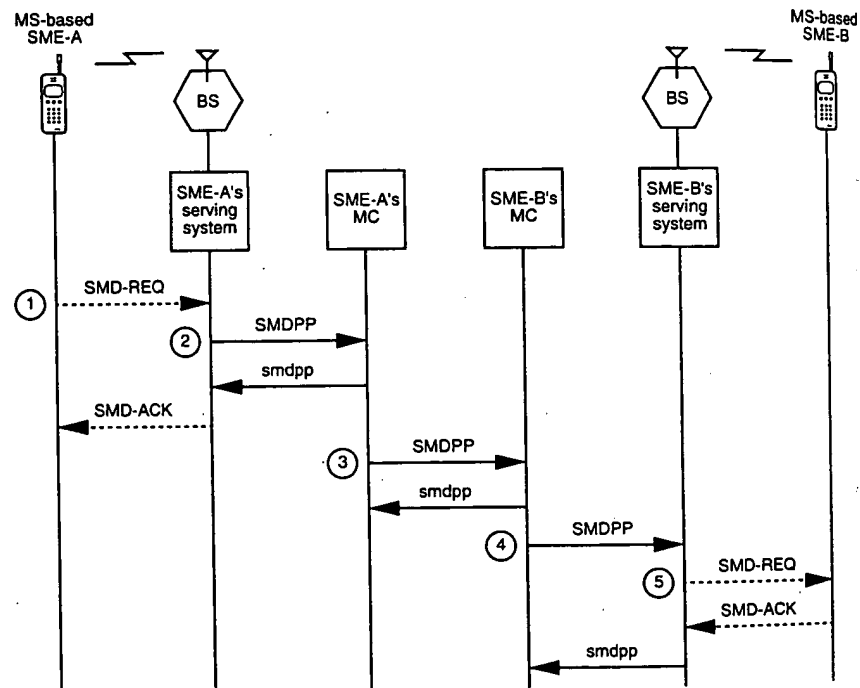 MS-based
SME-A
MS-based
SME-B
BS
BS
SME-A's
serving
system
SME-A's
MC
SME-B's
MC
SME-B's
serving
system
1
SMD-REQ
2
SMDPP
smdpp
SMD-ACK
3
SMDPP
smdpp
4
SMDPP
5
SMD-REQ
SMD-ACK
smdpp